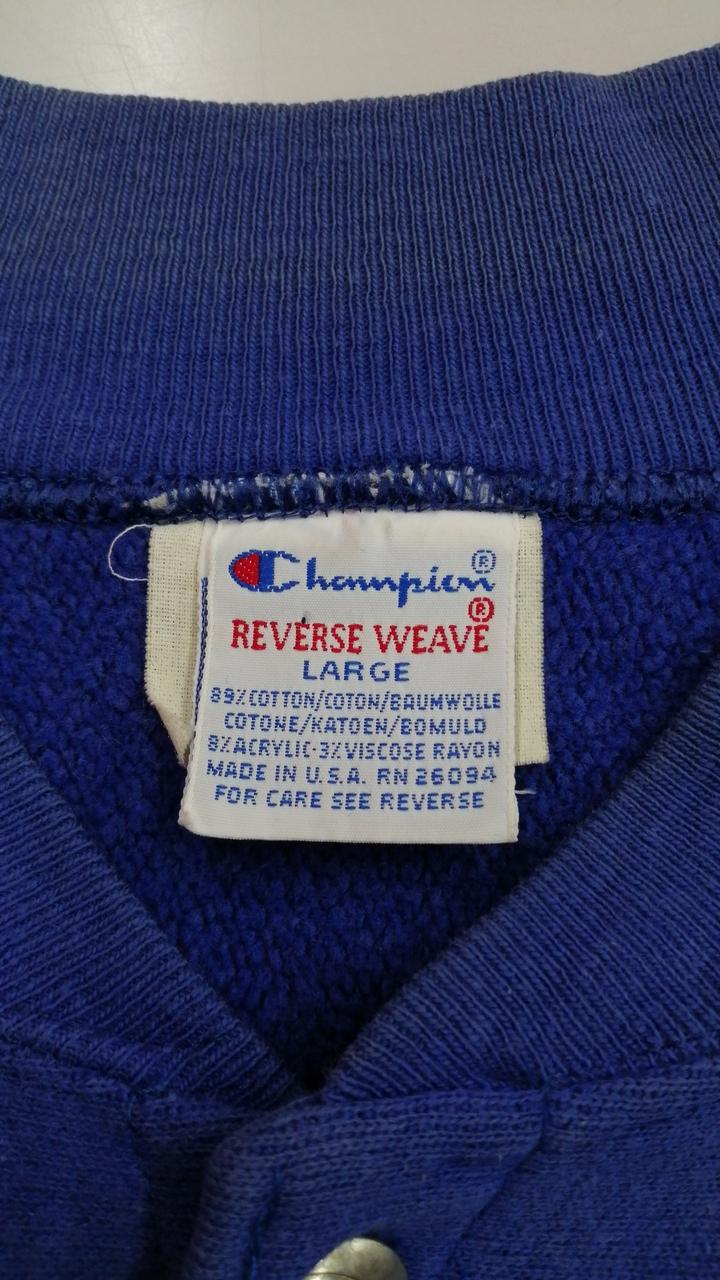 Champion ®
REVERSE WEAVE ®
LARGE
89% COTTON/COTON/BAUMWOLLE
COTONE/KATOEN/BOMULD
8% ACRYLIC-3% VISCOSE RAYON
MADE IN U.S.A. RN 26094
FOR CARE SEE REVERSE